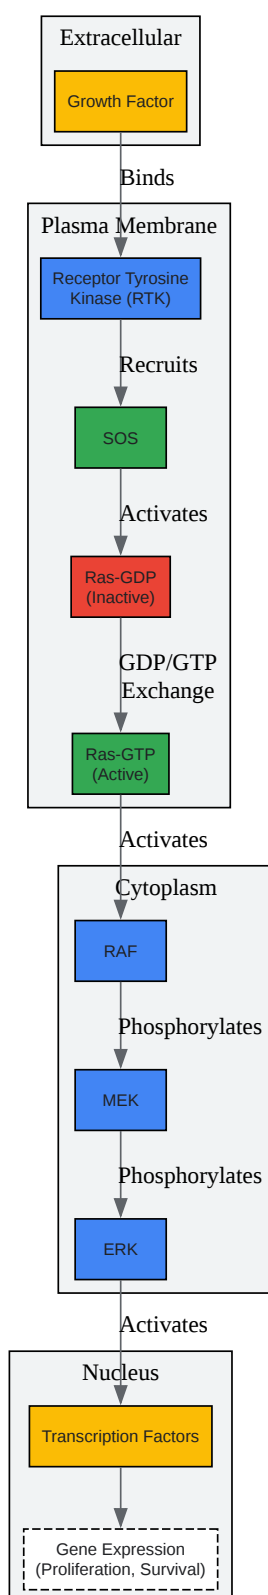 Extracellular
Growth Factor
Binds
Plasma Membrane
Receptor Tyrosine
Kinase (RTK)
Recruits
SOS
Activates
Ras-GDP
(Inactive)
GDP/GTP
Exchange
Ras-GTP
(Active)
Activates
Cytoplasm
RAF
Phosphorylates
MEK
Phosphorylates
ERK
Activates
Nucleus
Transcription Factors
Gene Expression
(Proliferation, Survival)